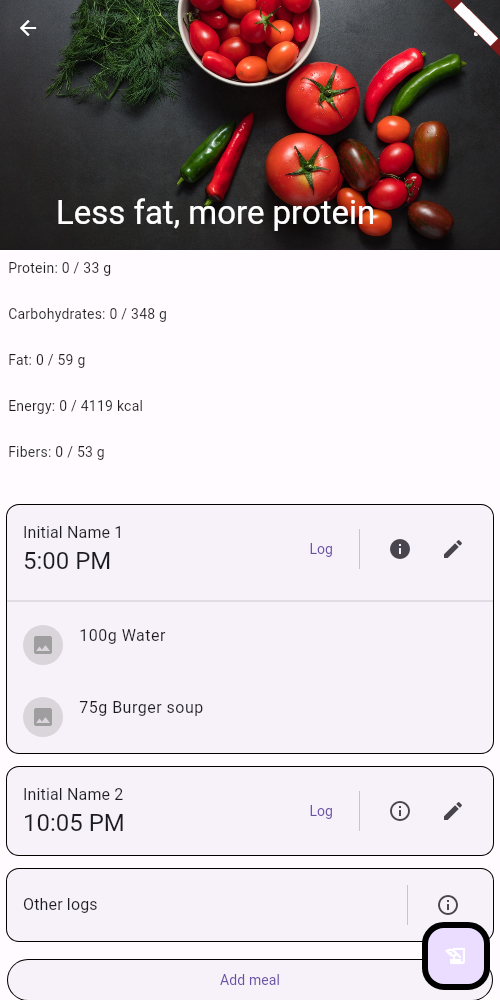 Less fat, more protein
Protein: 0 / 33 g
Carbohydrates: 0 / 348 g
Fat: 0 / 59 g
Energy: 0 / 4119 kcal
Fibers: 0 / 53 g
Initial Name 1
5:00 PM
Log
100g Water
75g Burger soup
Initial Name 2
10:05 PM
Log
Other logs
Add meal